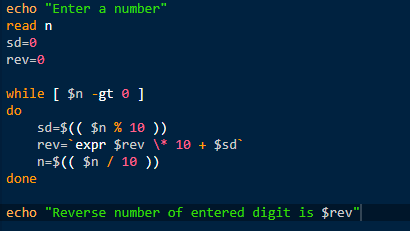 echo "Enter a number"
read n
sd=0
rev=0
while [ $n -gt 0 ]
do
sd=$(( $n % 10 ))
rev=`expr $rev \* 10 + $sd`
n=$(( $n / 10 ))
done
echo "Reverse number of entered digit is $rev"